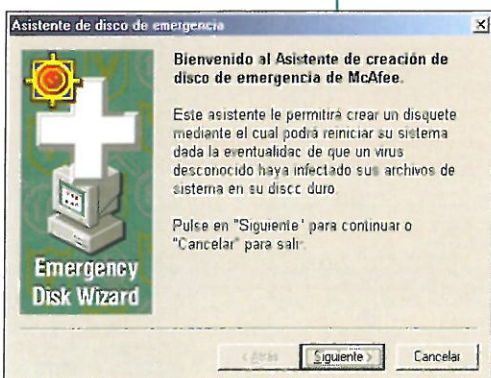 Asistente de disco de emergencia
Bienvenido al Asistente de creación de
disco de emergencia de McAfee.
Este asistente le permitirá crear un disquete
mediante el cual podrá reiniciar su sistema
dada la eventualidad de que un virus
desconocido haya infectado sus archivos de
sistema en su disco duro.
Pulse en "Siguiente" para continuar o
"Cancelar" para salir.
Emergency
Disk Wizard
< Atrás
Siguiente >
Cancelar